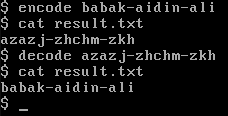 $ encode babak-aidin-ali
$ cat result.txt
azazj-zhchm-zkh
$ decode azazj-zhchm-zkh
$ cat result.txt
babak-aidin-ali
$ _